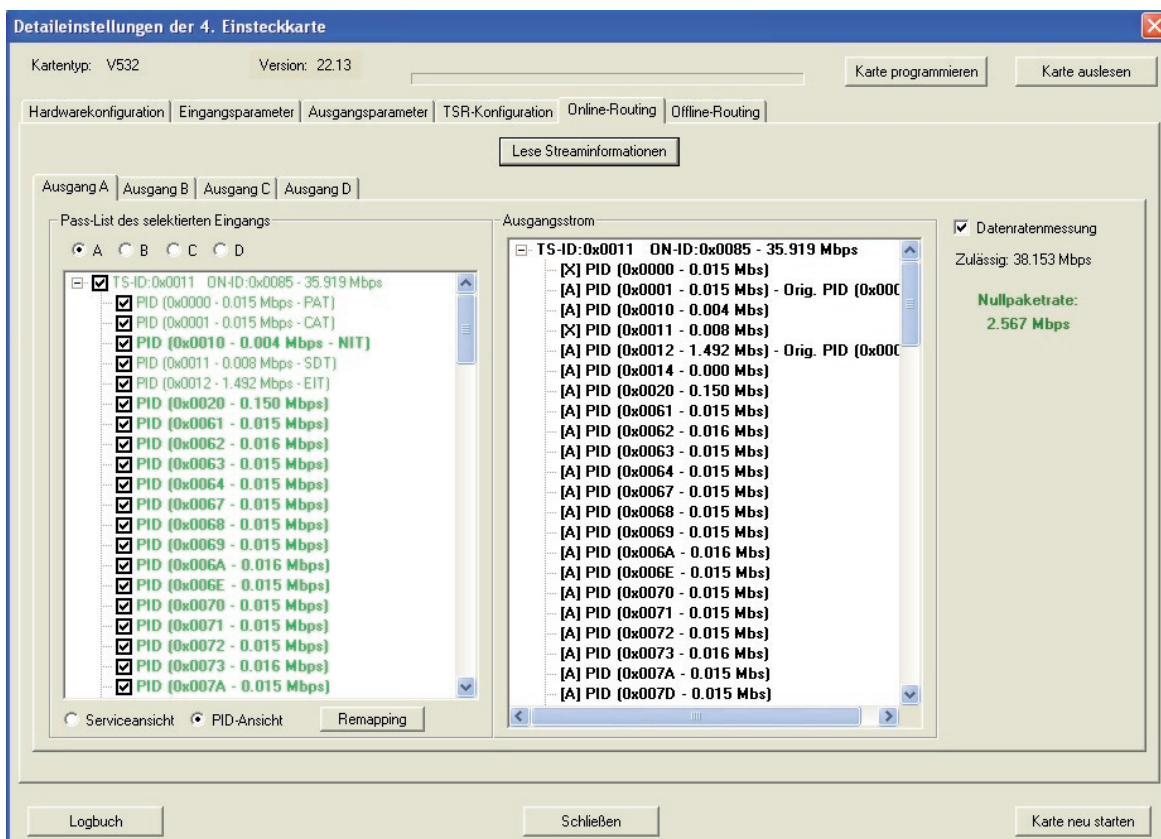 Detaileinstellungen der 4. Einsteckkarte
Kartentyp: V532 Version: 22.13
Karte programmieren
Karte auslesen
Hardwarekonfiguration Eingangsparameter Ausgangsparameter TSR-Konfiguration Online-Routing Offline-Routing
Lese Streaminformationen
Ausgang A Ausgang B Ausgang C Ausgang D
Pass-List des selektierten Eingangs
A B C D
TS-ID:0x0011 ON-ID:0x0085 - 35.919 Mbps
PID (0x0000 - 0.015 Mbps - PAT)
PID (0x0001 - 0.015 Mbps - CAT)
PID (0x0010 - 0.004 Mbps - NIT)
PID (0x0011 - 0.008 Mbps - SDT)
PID (0x0012 - 1.492 Mbps - EIT)
PID (0x0020 - 0.150 Mbps)
PID (0x0061 - 0.015 Mbps)
PID (0x0062 - 0.016 Mbps)
PID (0x0063 - 0.015 Mbps)
PID (0x0064 - 0.015 Mbps)
PID (0x0067 - 0.015 Mbps)
PID (0x0068 - 0.015 Mbps)
PID (0x0069 - 0.015 Mbps)
PID (0x006A - 0.016 Mbps)
PID (0x006E - 0.015 Mbps)
PID (0x0070 - 0.015 Mbps)
PID (0x0071 - 0.015 Mbps)
PID (0x0072 - 0.015 Mbps)
PID (0x0073 - 0.016 Mbps)
PID (0x007A - 0.015 Mbps)
Serviceansicht PID-Ansicht Remapping
Ausgangsstrom
TS-ID:0x0011 ON-ID:0x0085 - 35.919 Mbps
[X] PID (0x0000 - 0.015 Mbs)
[A] PID (0x0001 - 0.015 Mbs) - Orig. PID (0x000
[A] PID (0x0010 - 0.004 Mbs)
[X] PID (0x0011 - 0.008 Mbs)
[A] PID (0x0012 - 1.492 Mbs) - Orig. PID (0x000
[A] PID (0x0014 - 0.000 Mbs)
[A] PID (0x0020 - 0.150 Mbs)
[A] PID (0x0061 - 0.015 Mbs)
[A] PID (0x0062 - 0.016 Mbs)
[A] PID (0x0063 - 0.015 Mbs)
[A] PID (0x0064 - 0.015 Mbs)
[A] PID (0x0067 - 0.015 Mbs)
[A] PID (0x0068 - 0.015 Mbs)
[A] PID (0x0069 - 0.015 Mbs)
[A] PID (0x006A - 0.016 Mbs)
[A] PID (0x006E - 0.015 Mbs)
[A] PID (0x0070 - 0.015 Mbs)
[A] PID (0x0071 - 0.015 Mbs)
[A] PID (0x0072 - 0.015 Mbs)
[A] PID (0x0073 - 0.016 Mbs)
[A] PID (0x007A - 0.015 Mbs)
[A] PID (0x007D - 0.015 Mbs)
Datenratenmessung
Zulässig: 38.153 Mbps
Nullpaketrate:
2.567 Mbps
Logbuch
Schließen
Karte neu starten